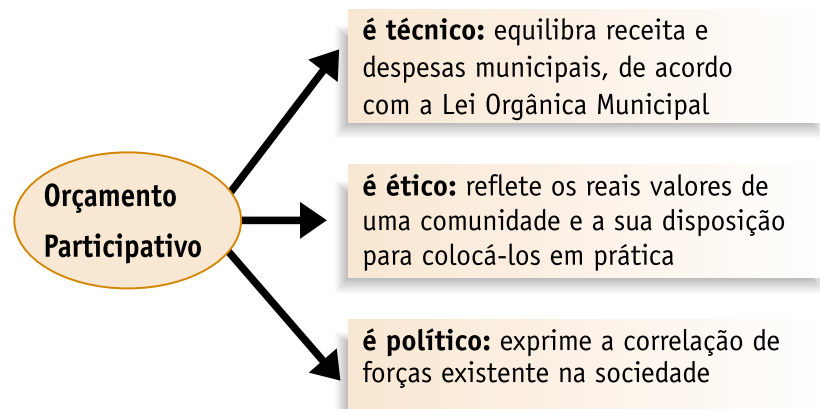 Orçamento
Participativo
é técnico: equilibra receita e
despesas municipais, de acordo
com a Lei Orgânica Municipal
é ético: reflete os reais valores de
uma comunidade e a sua disposição
para colocá-los em prática
é político: exprime a correlação de
forças existente na sociedade